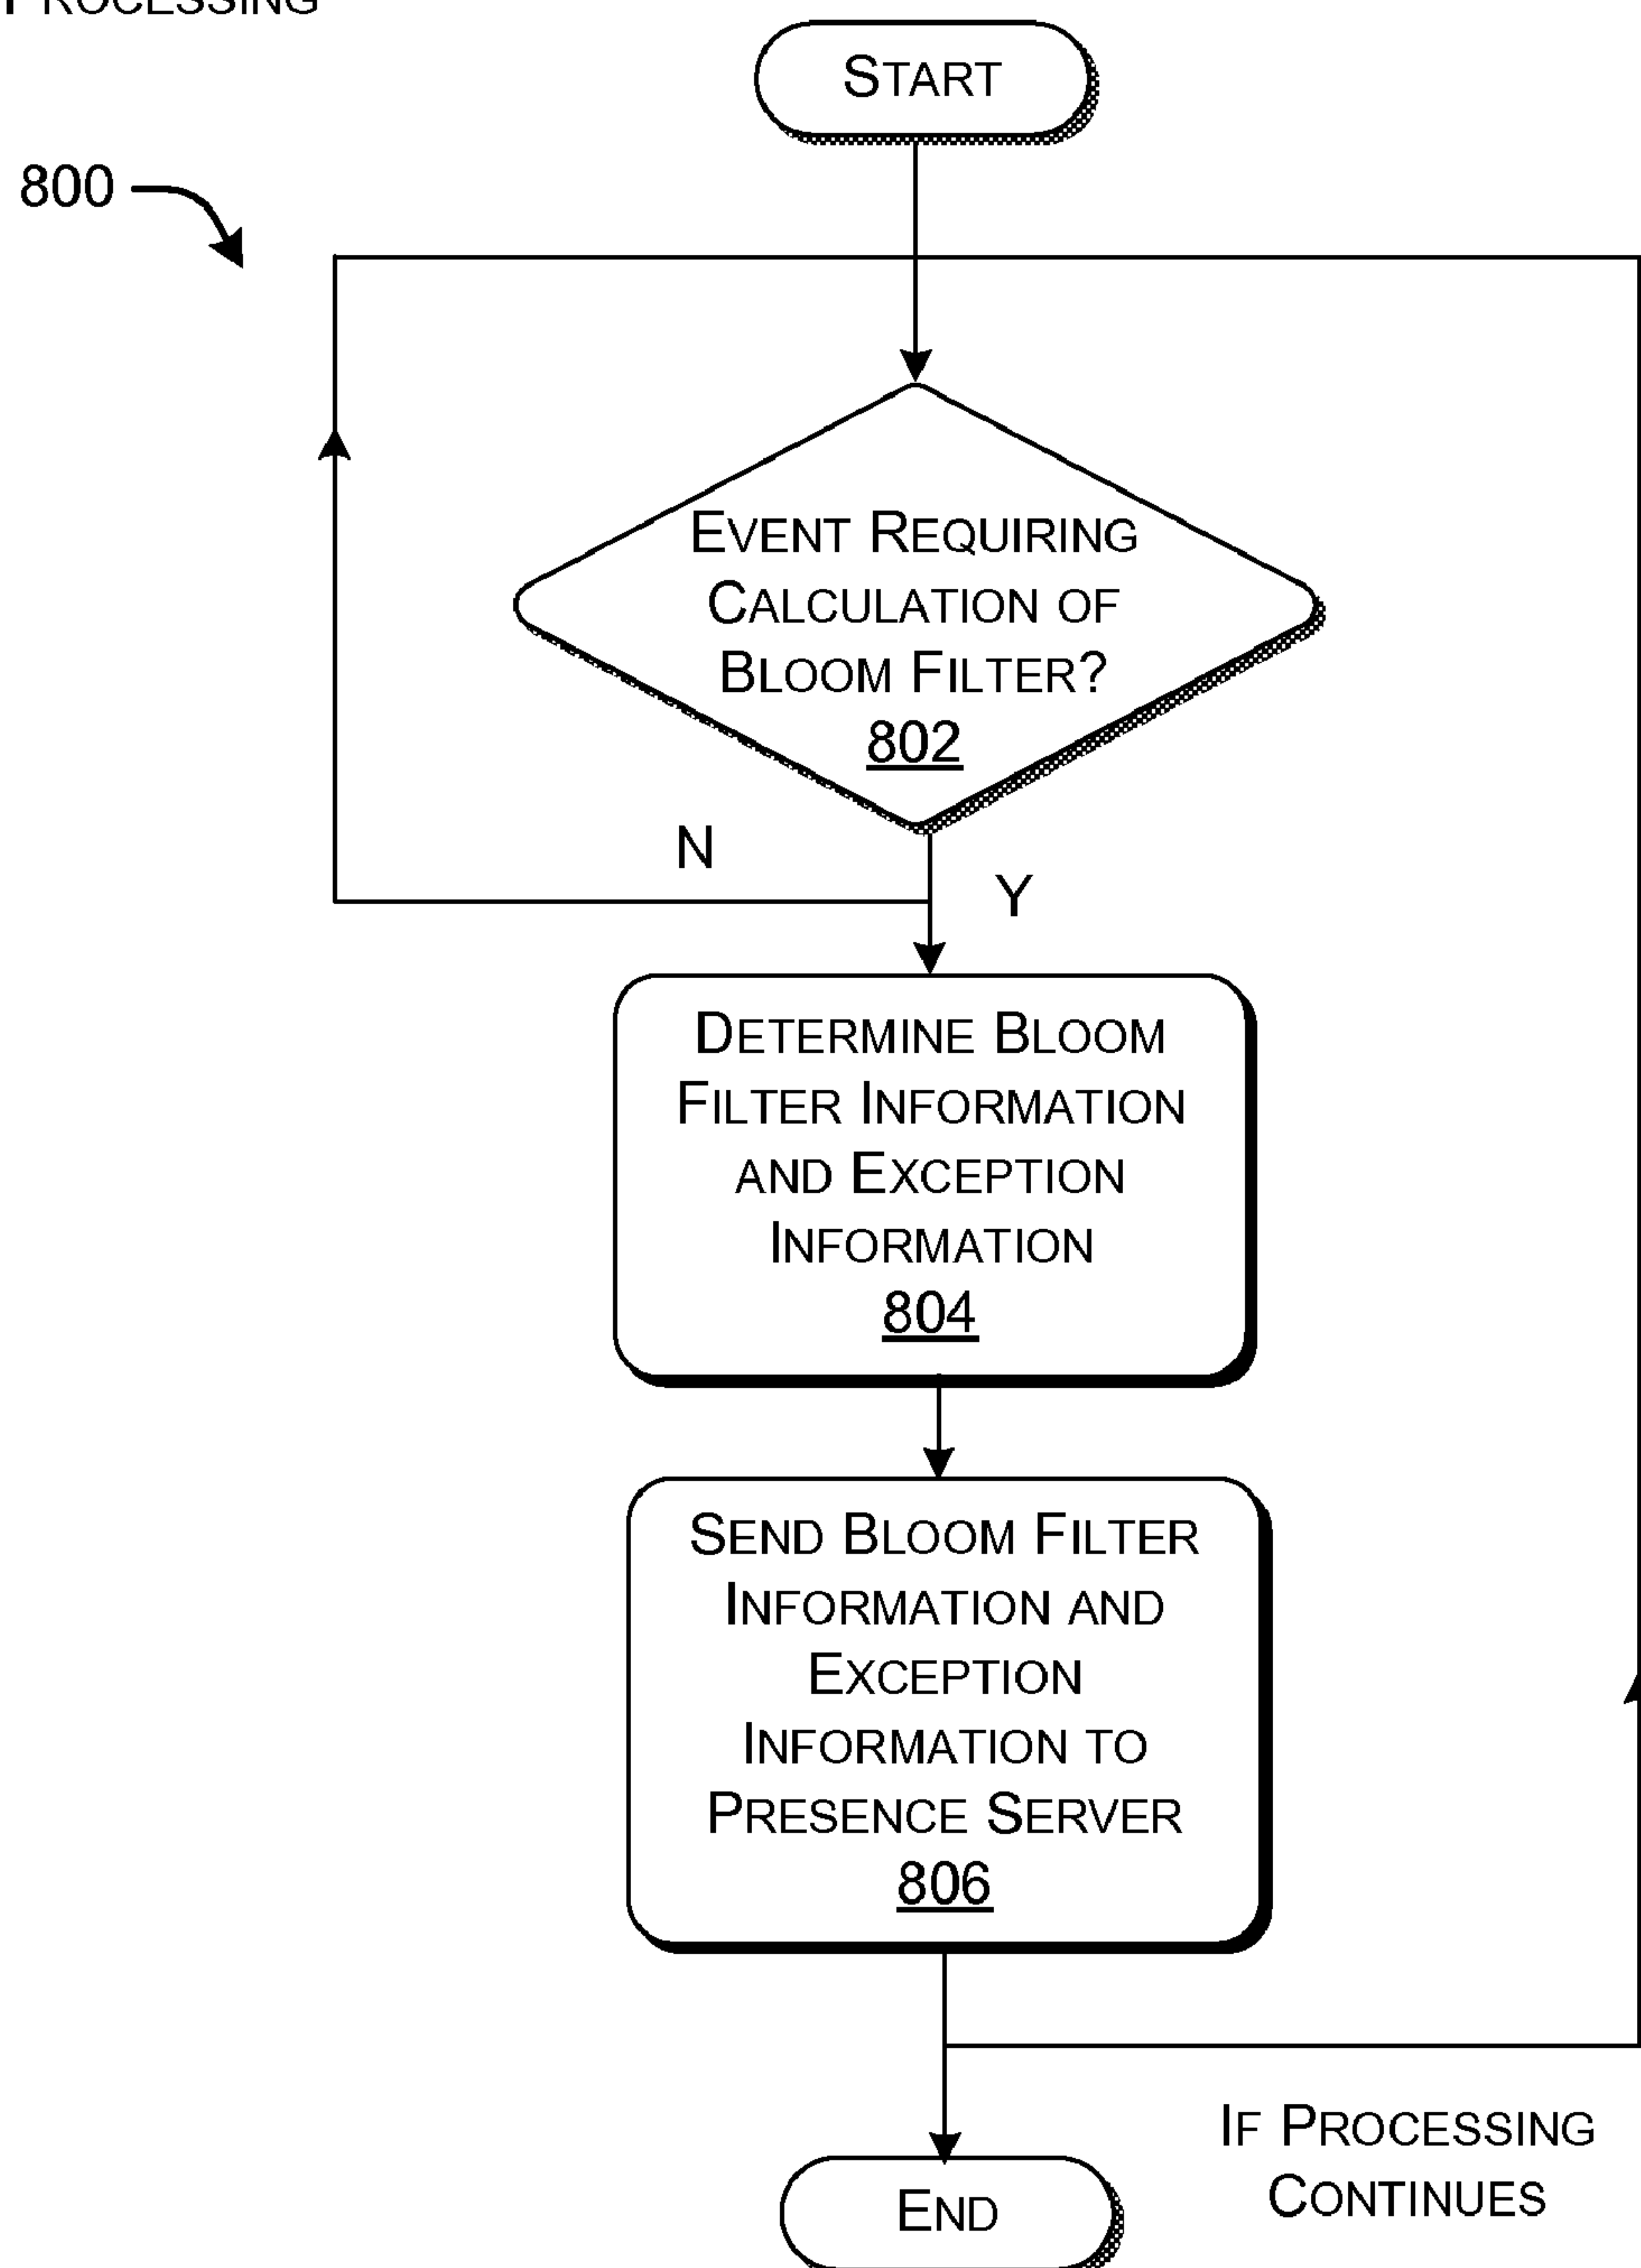 PROCESSING
START
800
EVENT REQUIRING
CALCULATION OF
BLOOM FILTER?
802
N
Y
DETERMINE BLOOM
FILTER INFORMATION
AND EXCEPTION
INFORMATION
804
SEND BLOOM FILTER
INFORMATION AND
EXCEPTION
INFORMATION TO
PRESENCE SERVER
806
IF PROCESSING
CONTINUES
END